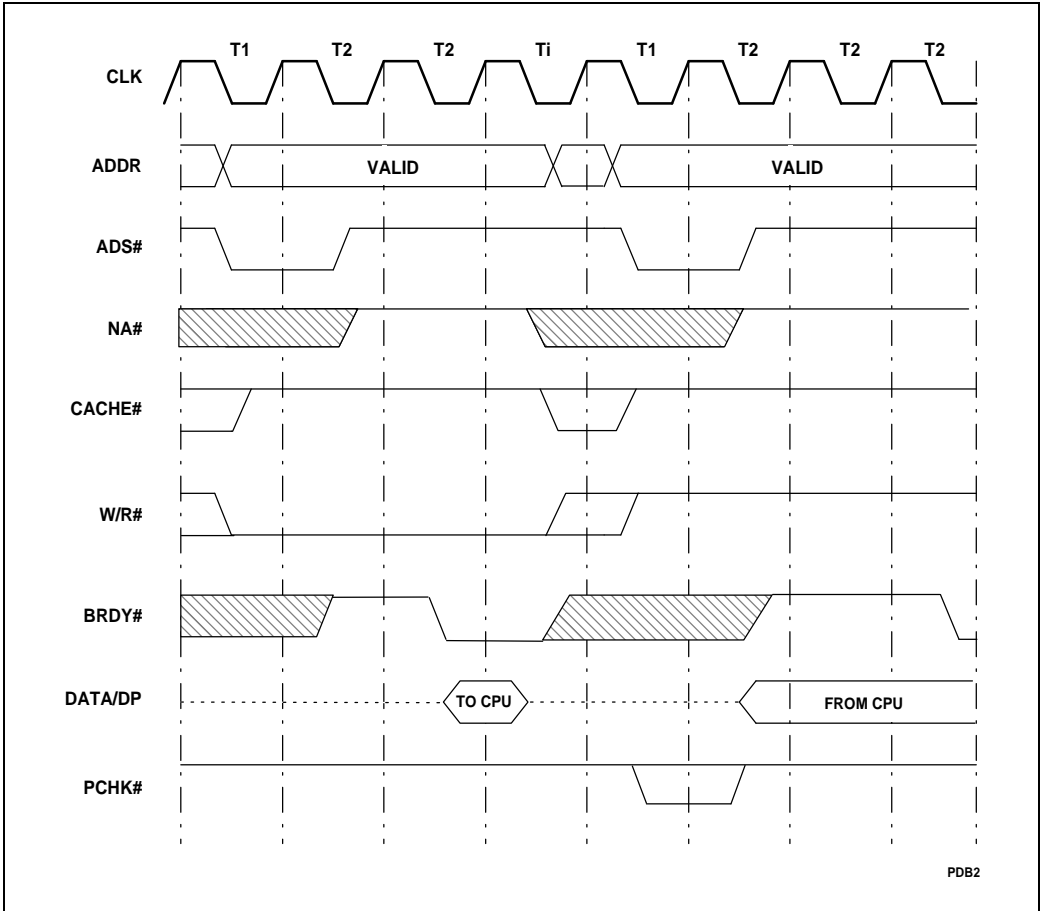 T1 T2 T2 Ti T1 T2 T2 T2
CLK
ADDR VALID VALID
ADS#
NA#
CACHE#
W/R#
BRDY#
DATA/DP TO CPU FROM CPU
PCHK#
PDB2